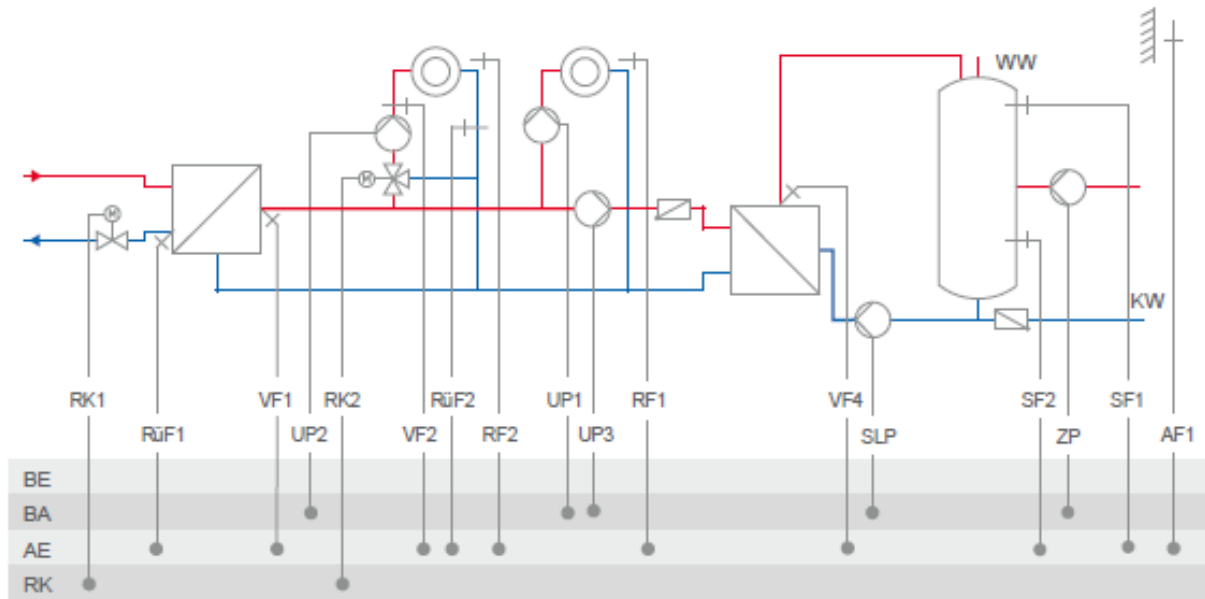 WW
M
M
KW
RK1 VF1 RK2 RüF2 UP1 RF1 VF4 SF2 SF1
RüF1 UP2 VF2 RF2 UP3 SLP ZP AF1
BE
BA
AE
RK